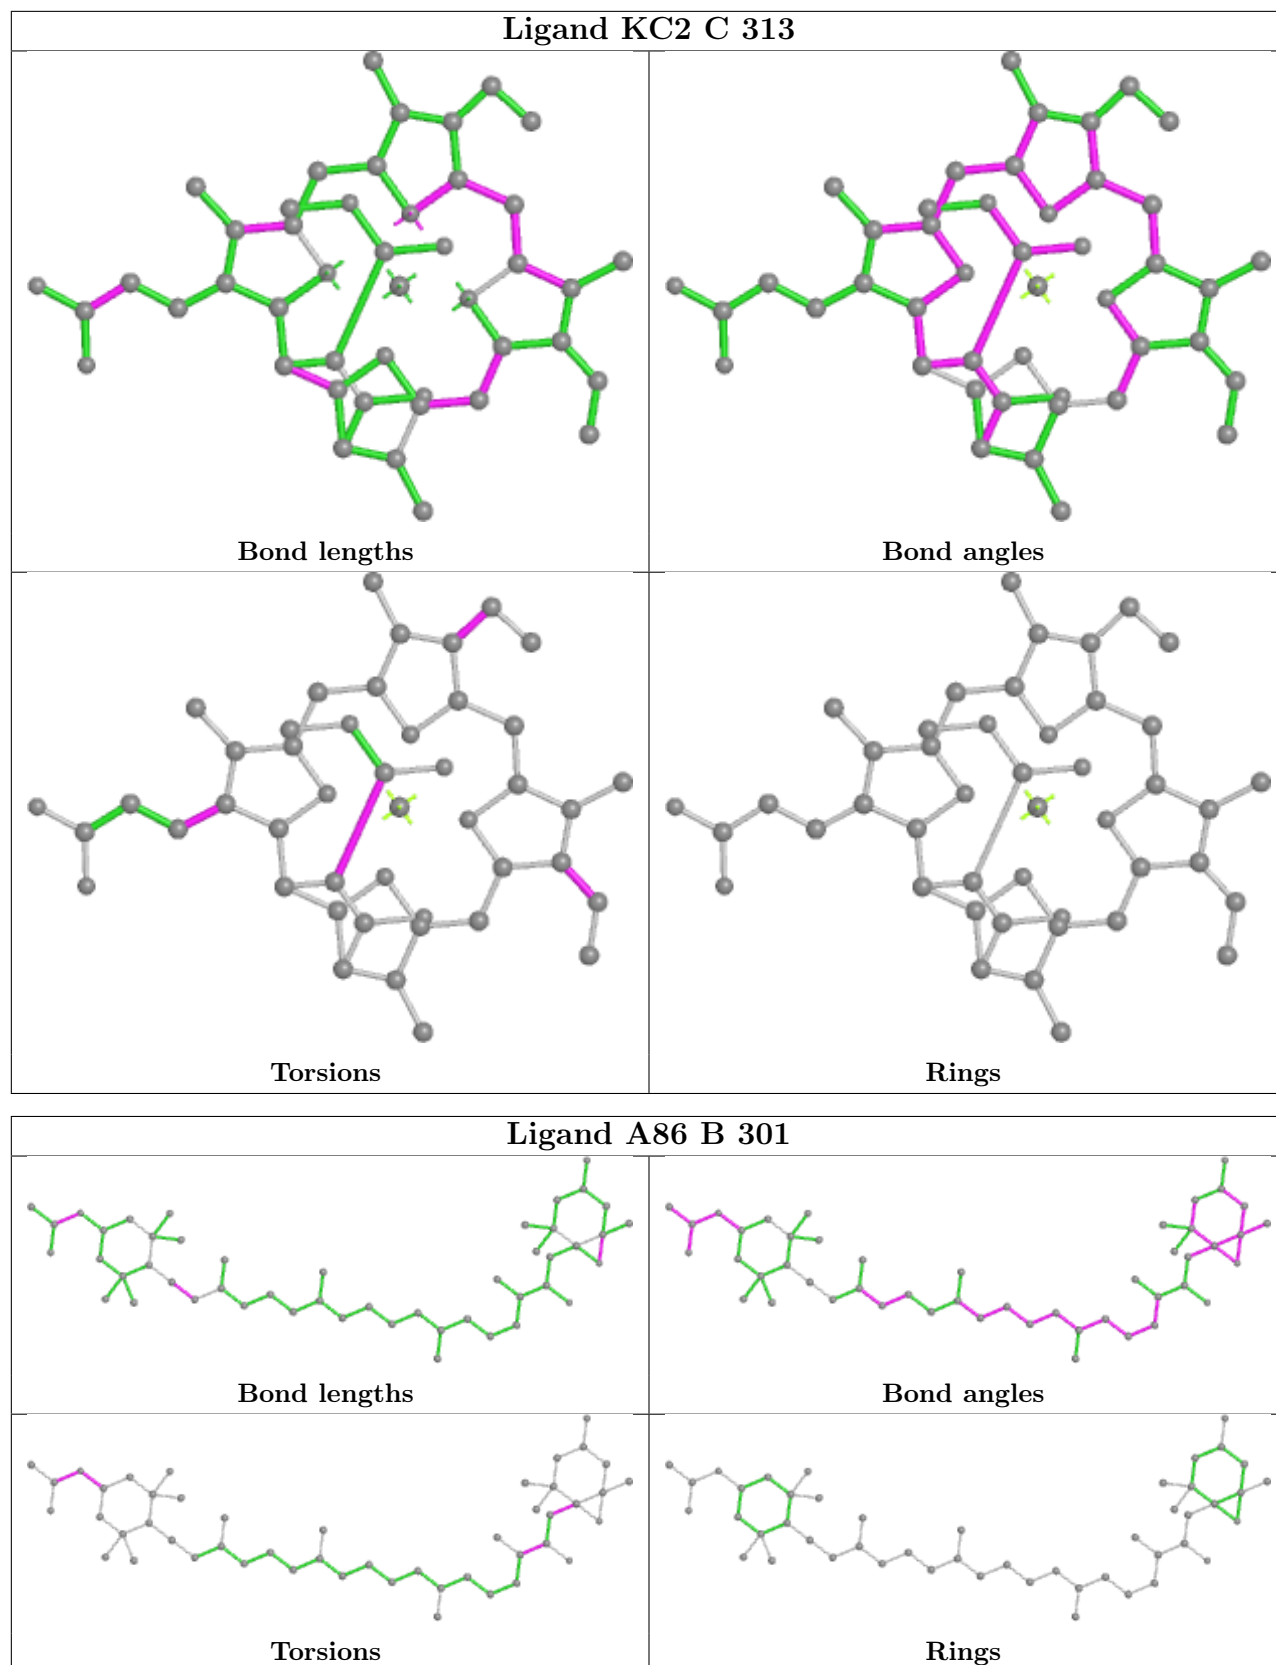 Ligand KC2 C 313
Bond lengths
Bond angles
Torsions
Rings
Ligand A86 B 301
Bond lengths
Bond angles
Torsions
Rings